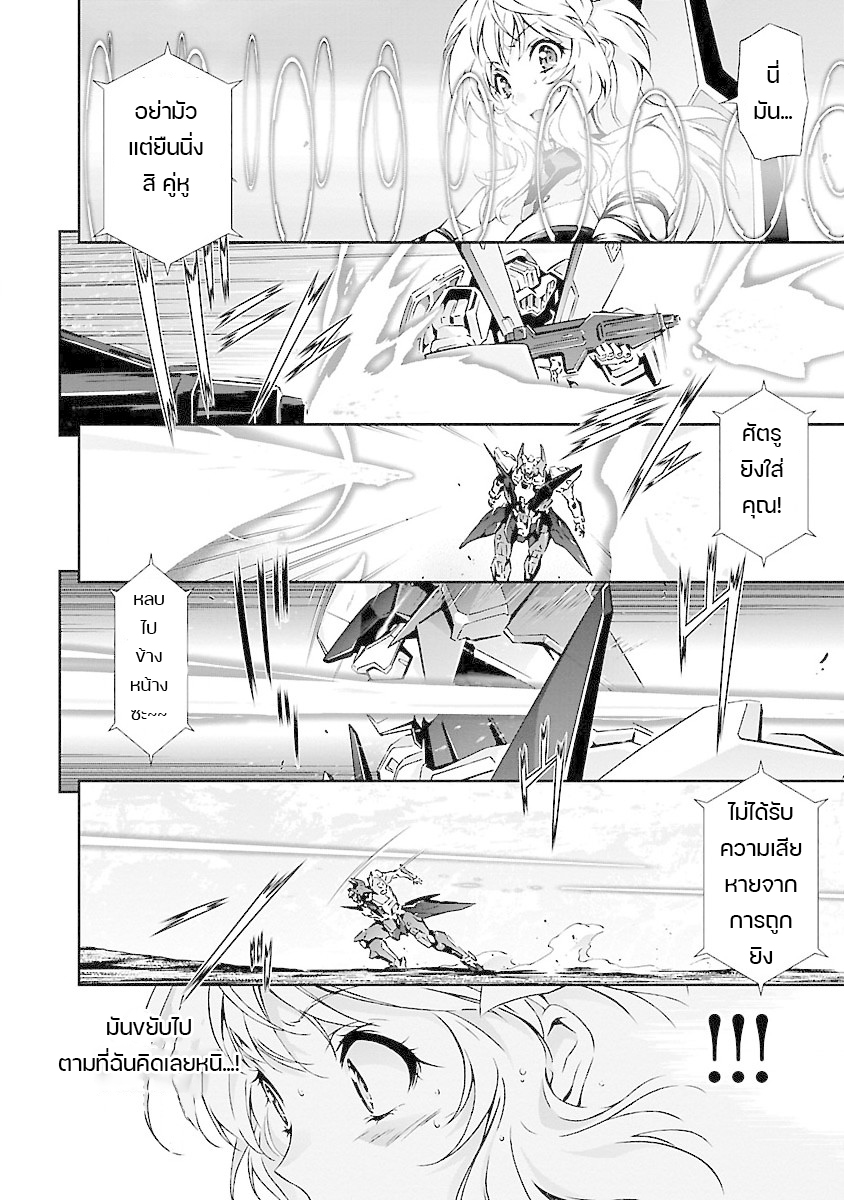 นี่
มัน...
อย่ามัว
แต่ยืนนิ่ง
สิ คู่หู
ศัตรู
ยิงใส่
คุณ!
หลบ
ไป
ข้าง
หน้าง
ซะ~~
ไม่ได้รับ
ความเสีย
หายจาก
การถูก
ยิง
!!!
มันขยับไป
ตามที่ฉันคิดเลยหนิ...!